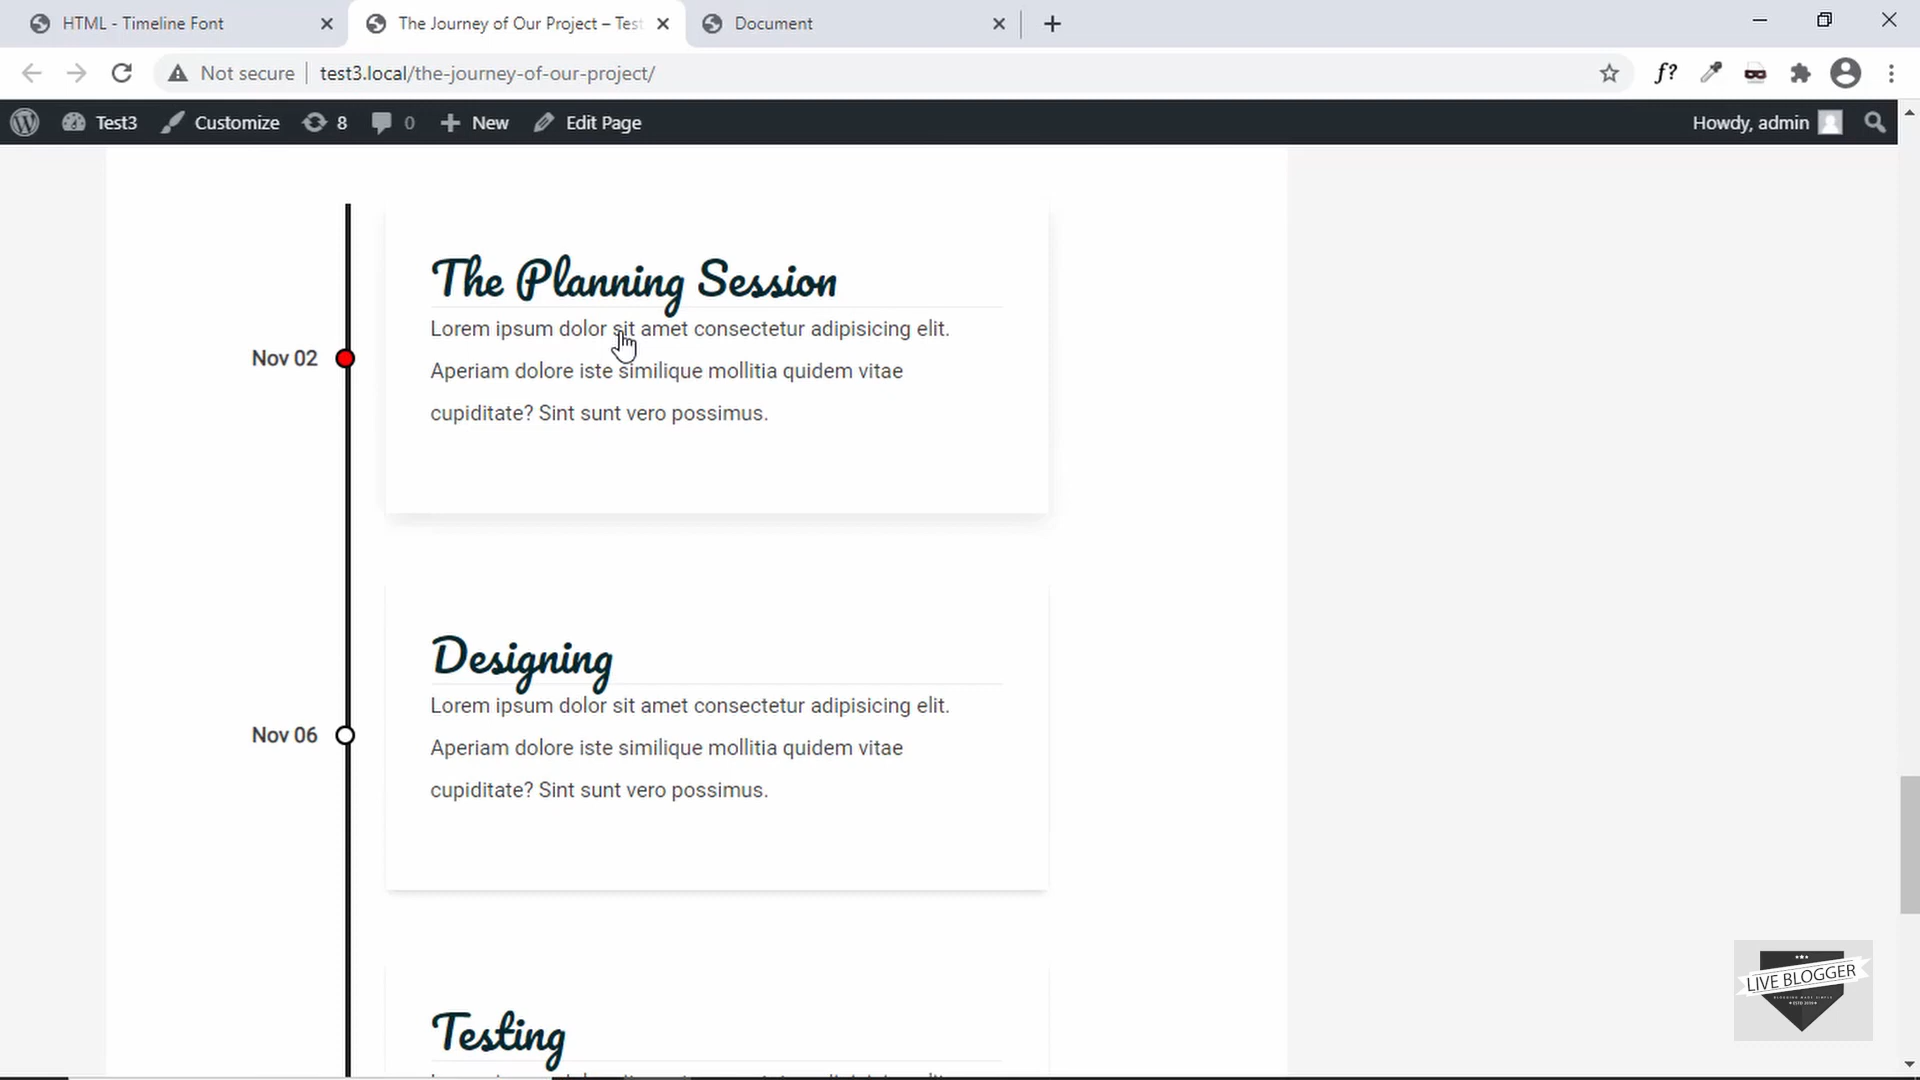 HTML - Timeline Font
The Journey of Our Project – Test
Document
Not secure
test3.local/the-journey-of-our-project/
f?
Test3
Customize
8
0
New
Edit Page
Howdy, admin
The Planning Session
Lorem ipsum dolor sit amet consectetur adipisicing elit.
Aperiam dolore iste similique mollitia quidem vitae
cupiditate? Sint sunt vero possimus.
Nov 02
Designing
Lorem ipsum dolor sit amet consectetur adipisicing elit.
Aperiam dolore iste similique mollitia quidem vitae
cupiditate? Sint sunt vero possimus.
Nov 06
Testing
LIVE BLOGGER